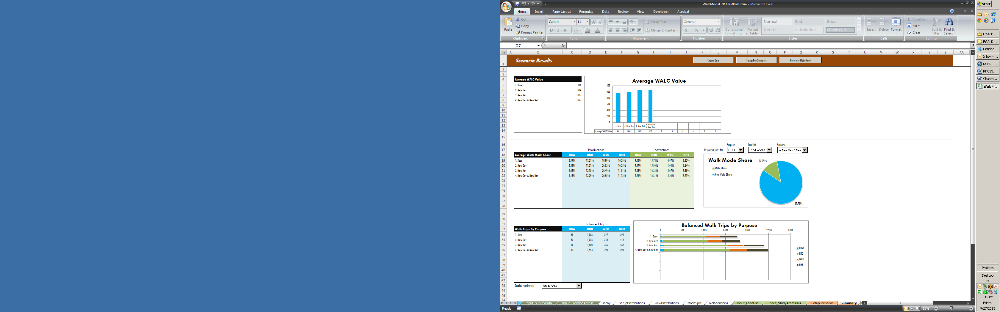 WalcModel_NCHRP0878.xlsm - Microsoft Excel
Start
Home Insert Page Layout Formulas Data Review View Developer Acrobat
Cut
Copy
Format Painter
Paste
Calibri 11
Wrap Text
Merge & Center
General
Conditional Formatting
Format as Table
Normal Bad Good
Neutral Calculation Check Cell
Insert Delete Format
AutoSum
Fill
Clear
Sort & Filter
Find & Select
Clipboard Font Alignment Number Styles Cells Editing
O7
A B C D E F G H I J K L M N O P Q R S T U V W X Y Z AA
Scenario Results
Export Data
Setup/Run Scenarios
Return to Main Menu
Average WALC Value
1. Base 986
2. New Dev 1004
3. New Net 1057
4. New Dev & New Net 1077
Average WALC Value
1200
1000
800
600
400
200
0
1. Base 2. New Dev 3. New Net 4. New Dev & New Net
Average WALC Value 986 1004 1057 1077 0 0 0 0 0 0
Productions Attractions
Average Walk Mode Share HBW HBO WBO NHB HBW HBO WBO NHB
1. Base 3.39% 11.21% 19.99% 10.28% 9.33% 15.74% 10.97% 8.53%
2. New Dev 3.45% 11.31% 20.02% 10.35% 9.37% 15.80% 11.04% 8.64%
3. New Net 4.05% 12.15% 20.49% 11.01% 9.85% 16.23% 12.07% 9.55%
4. New Dev & New Net 4.15% 12.29% 20.55% 11.12% 9.91% 16.31% 12.20% 9.71%
Purpose Trip End Scenario
Display results for: HBO Productions 4. New Dev & New
Walk Mode Share
12.29%
Walk Share
Non-Walk Share
87.71%
Balanced Trips
Walk Trips By Purpose HBW HBO WBO NHB
1. Base 48 1,003 327 399
2. New Dev 52 1,028 344 419
3. New Net 78 1,480 366 467
4. New Dev & New Net 81 1,524 390 490
Display results for: Study Area
Balanced Walk Trips by Purpose
0 500 1,000 1,500 2,000 2,500 3,000
1. Base
2. New Dev
3. New Net
4. New Dev & New Net
HBW
HBO
WBO
NHB
Input_SurveyData Input_LocationAccess Decay SetupDistributions ViewDistributions ModeSplit Relationships Input_LandUse Input_StudyAreaSkims SetupScenarios Summary
Ready
85%
F:\ArlD...
F:\ArlD...
Untitled...
Inbox - ...
NCHRP...
RFO23...
Chapte...
WalcM...
Projects
Desktop
3:12 PM
Friday
9/27/2013